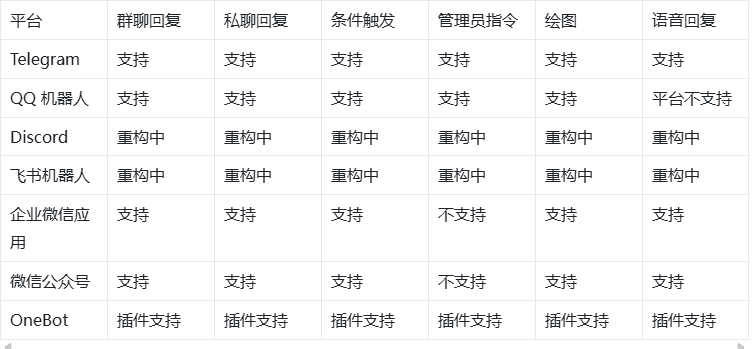 平台 群聊回复 私聊回复 条件触发 管理员指令 绘图 语音回复
Telegram 支持 支持 支持 支持 支持 支持
QQ 机器人 支持 支持 支持 支持 支持 平台不支持
Discord 重构中 重构中 重构中 重构中 重构中 重构中
飞书机器人 重构中 重构中 重构中 重构中 重构中 重构中
企业微信应 支持 支持 支持 不支持 支持 支持
用
微信公众号 支持 支持 支持 不支持 支持 支持
OneBot 插件支持 插件支持 插件支持 插件支持 插件支持 插件支持